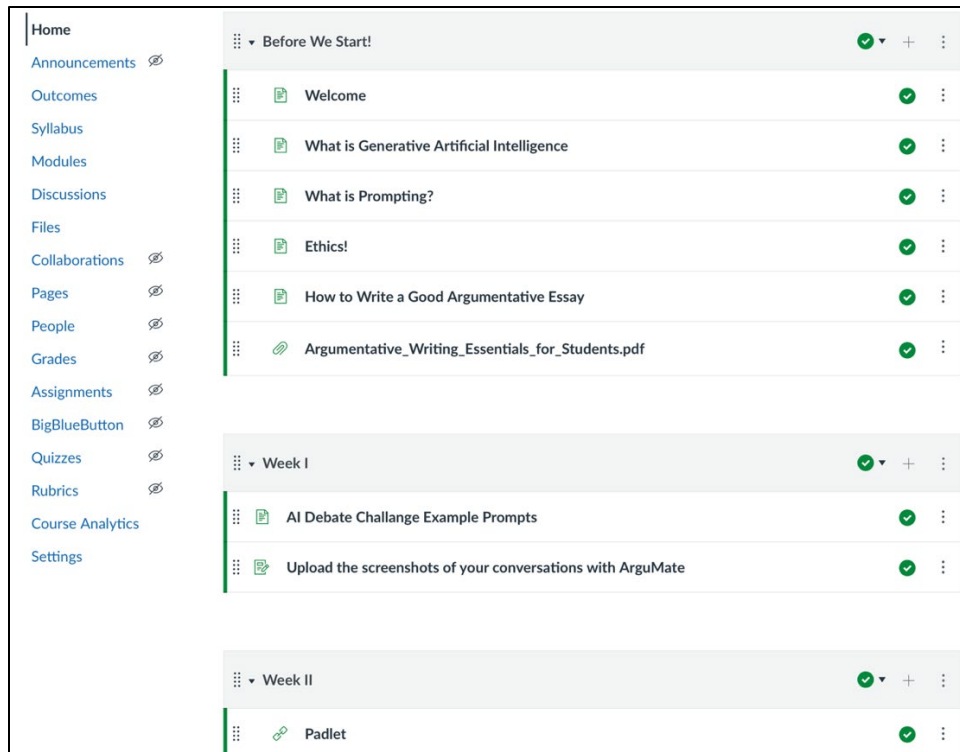 Home
Announcements
Outcomes
Syllabus
Modules
Discussions
Files
Collaborations
Pages
People
Grades
Assignments
BigBlueButton
Quizzes
Rubrics
Course Analytics
Settings
Before We Start!
Welcome
What is Generative Artificial Intelligence
What is Prompting?
Ethics!
How to Write a Good Argumentative Essay
Argumentative_Writing_Essentials_for_Students.pdf
Week I
AI Debate Challange Example Prompts
Upload the screenshots of your conversations with ArguMate
Week II
Padlet